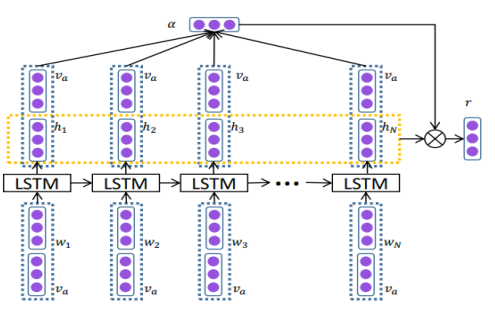 α
v_a v_a v_a v_a r
h_1 h_2 h_3 h_N
LSTM LSTM LSTM ••• LSTM
w_1 w_2 w_3 w_N
v_a v_a v_a v_a